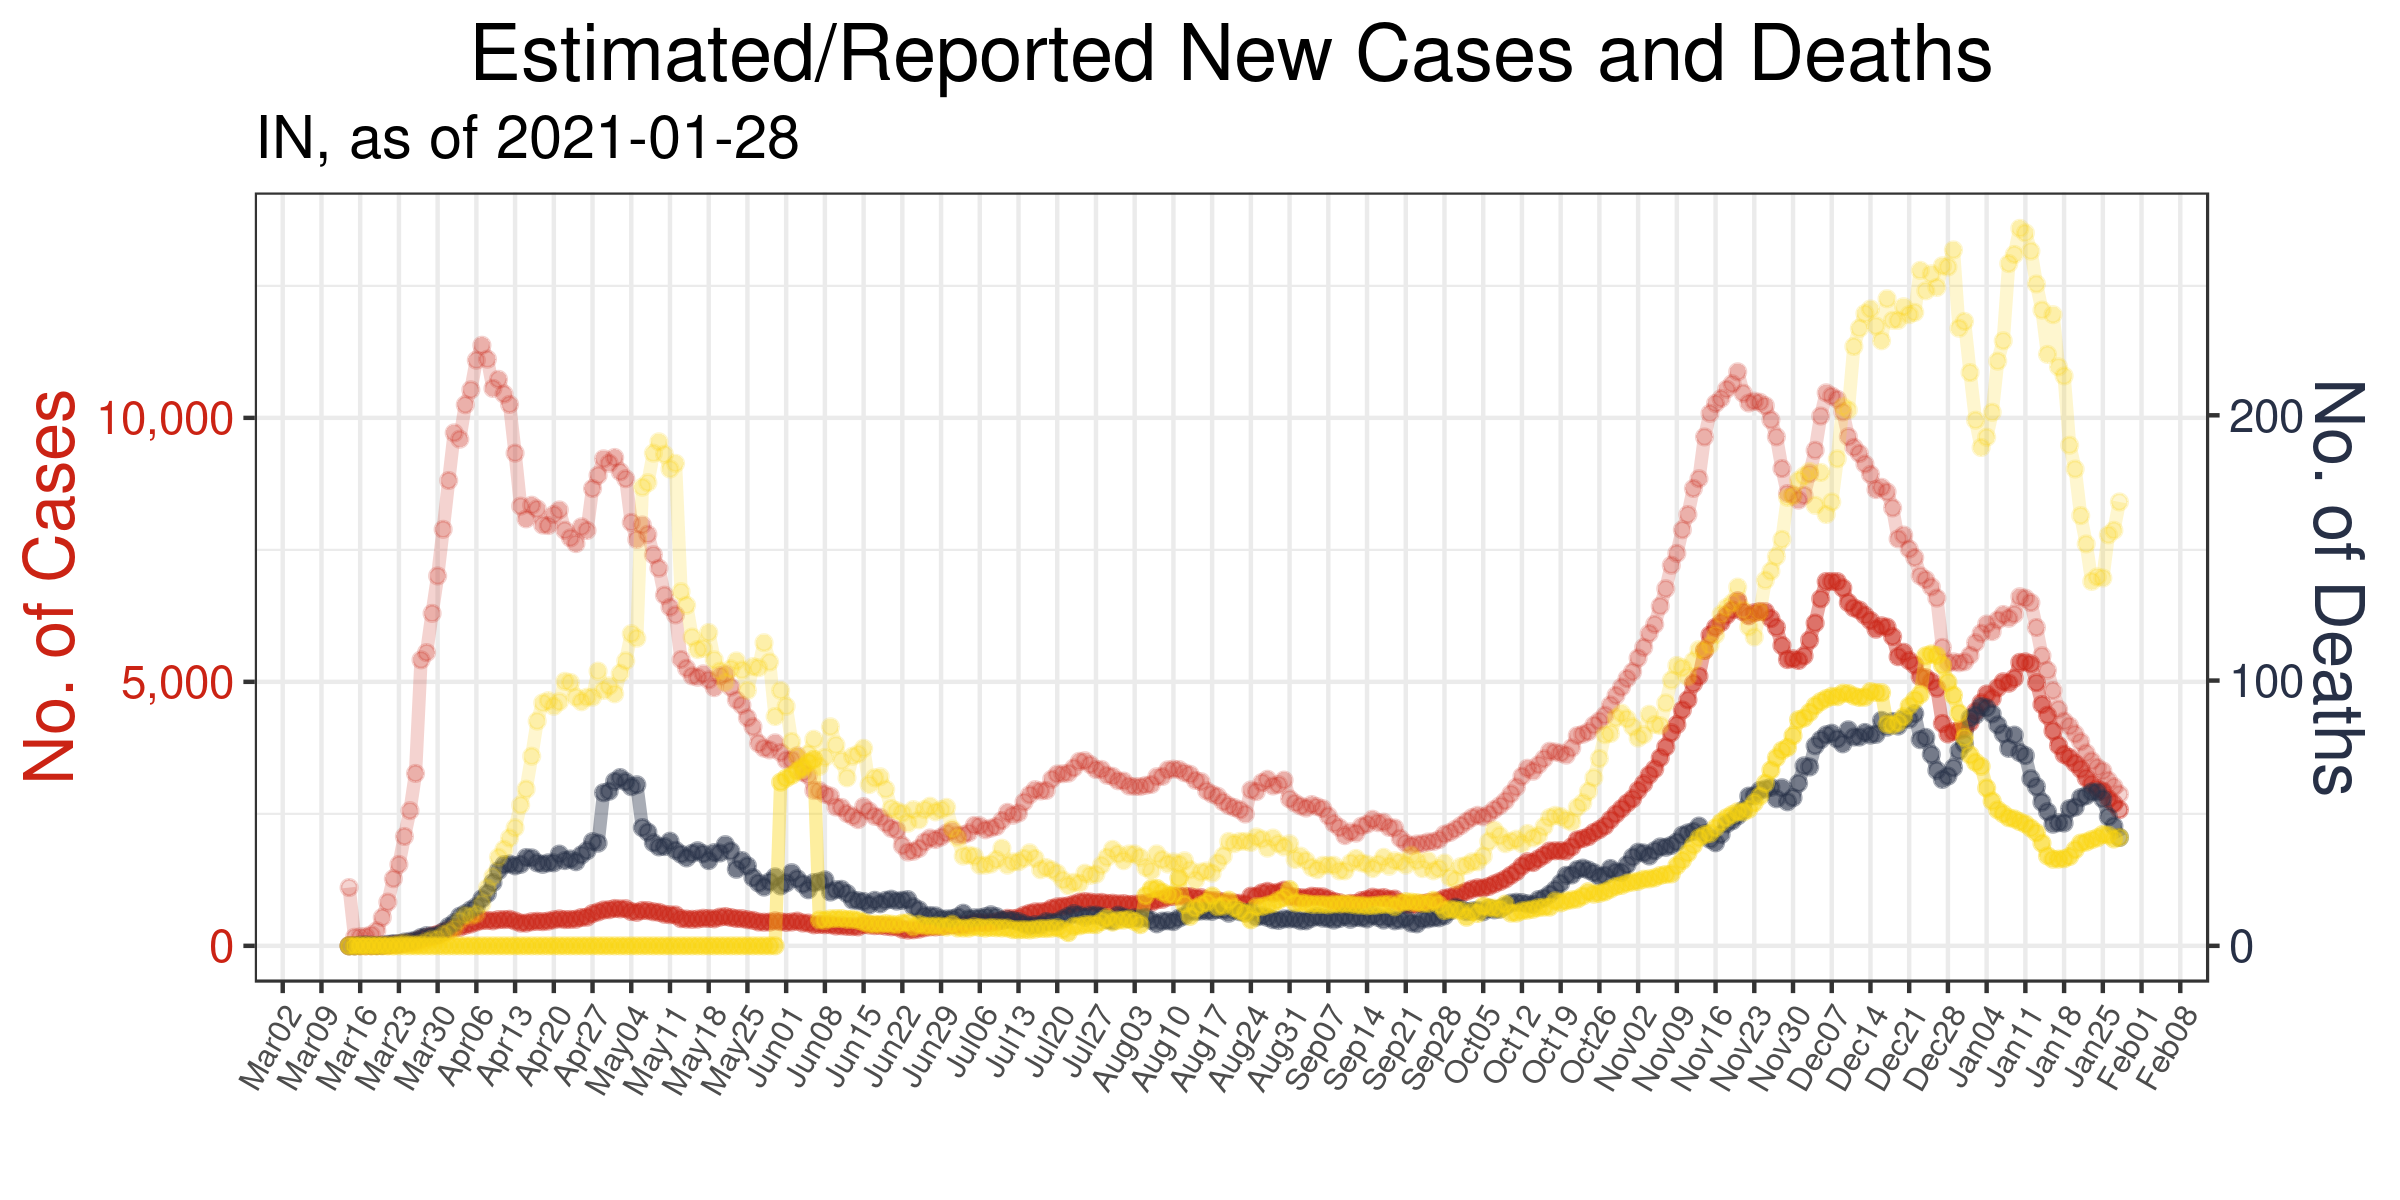 Estimated/Reported New Cases and Deaths
IN, as of 2021-01-28
No. of Cases
10,000
5,000
0
200
100
0
No. of Deaths
Mar02
Mar09
Mar16
Mar23
Mar30
Apr06
Apr13
Apr20
Apr27
May04
May11
May18
May25
Jun01
Jun08
Jun15
Jun22
Jun29
Jul06
Jul13
Jul20
Jul27
Aug03
Aug10
Aug17
Aug24
Aug31
Sep07
Sep14
Sep21
Sep28
Oct05
Oct12
Oct19
Oct26
Nov02
Nov09
Nov16
Nov23
Nov30
Dec07
Dec14
Dec21
Dec28
Jan04
Jan11
Jan18
Jan25
Feb01
Feb08